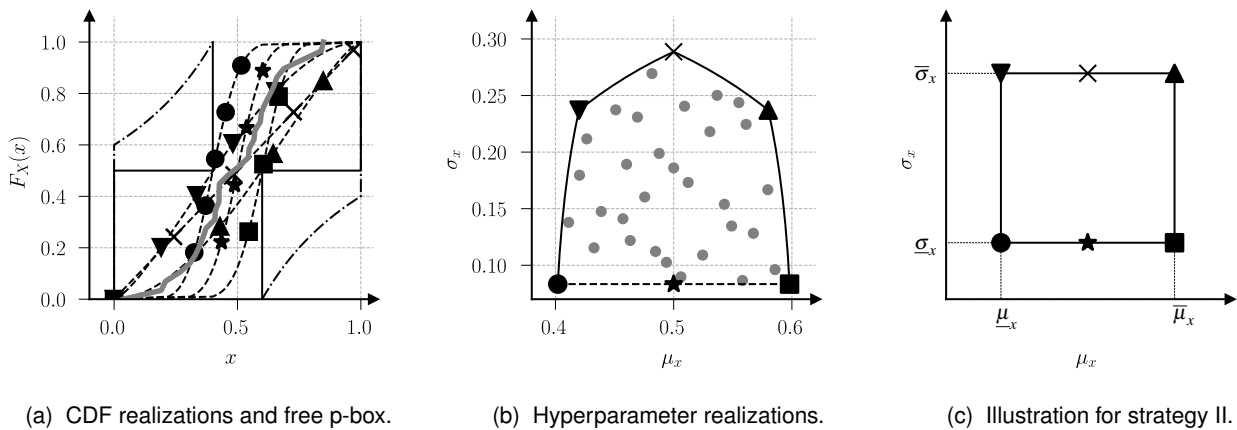 1.0
0.8
0.6
0.4
0.2
0.0
F_X(x)
0.0 0.5 1.0
x
(a) CDF realizations and free p-box.
0.30
0.25
0.20
0.15
0.10
σ_x
0.4 0.5 0.6
μ_x
(b) Hyperparameter realizations.
σ̅_x
σ_x
σ̲_x
μ̲_x μ̅_x
μ_x
(c) Illustration for strategy II.